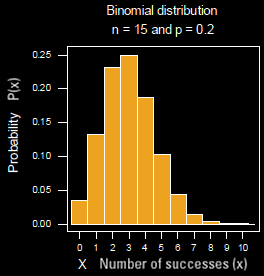 Binomial distribution
n = 15 and p = 0.2
Probability P(x)
0.25
0.20
0.15
0.10
0.05
0.00
0 1 2 3 4 5 6 7 8 9 10
X Number of successes (x)